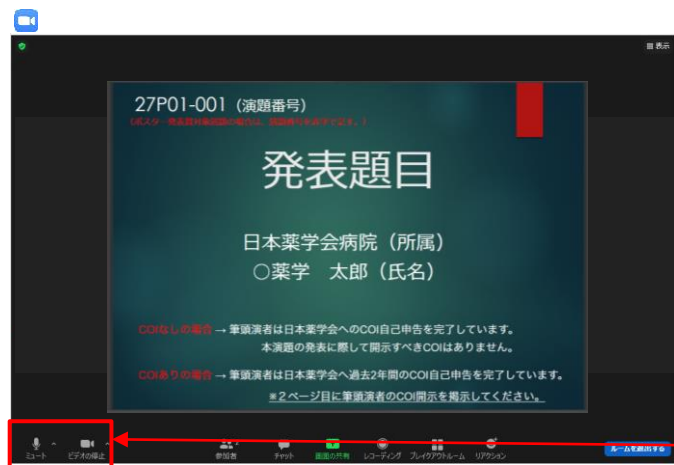 表示
27P01-001（演題番号）
（ポスター発表賞対象演題の場合は、演題番号を赤字で記す。）
発表題目
日本薬学会病院（所属）
○薬学　太郎（氏名）
COIなしの場合→筆頭演者は日本薬学会へのCOI自己申告を完了しています。
本演題の発表に際して開示すべきCOIはありません。
COIありの場合→筆頭演者は日本薬学会へ過去2年間のCOI自己申告を完了しています。
※２ページ目に筆頭演者のCOI開示を掲示してください。
ミュート ビデオの停止 参加者 チャット 画面の共有 レコーディング ブレイクアウトルーム リアクション ルームを退出する